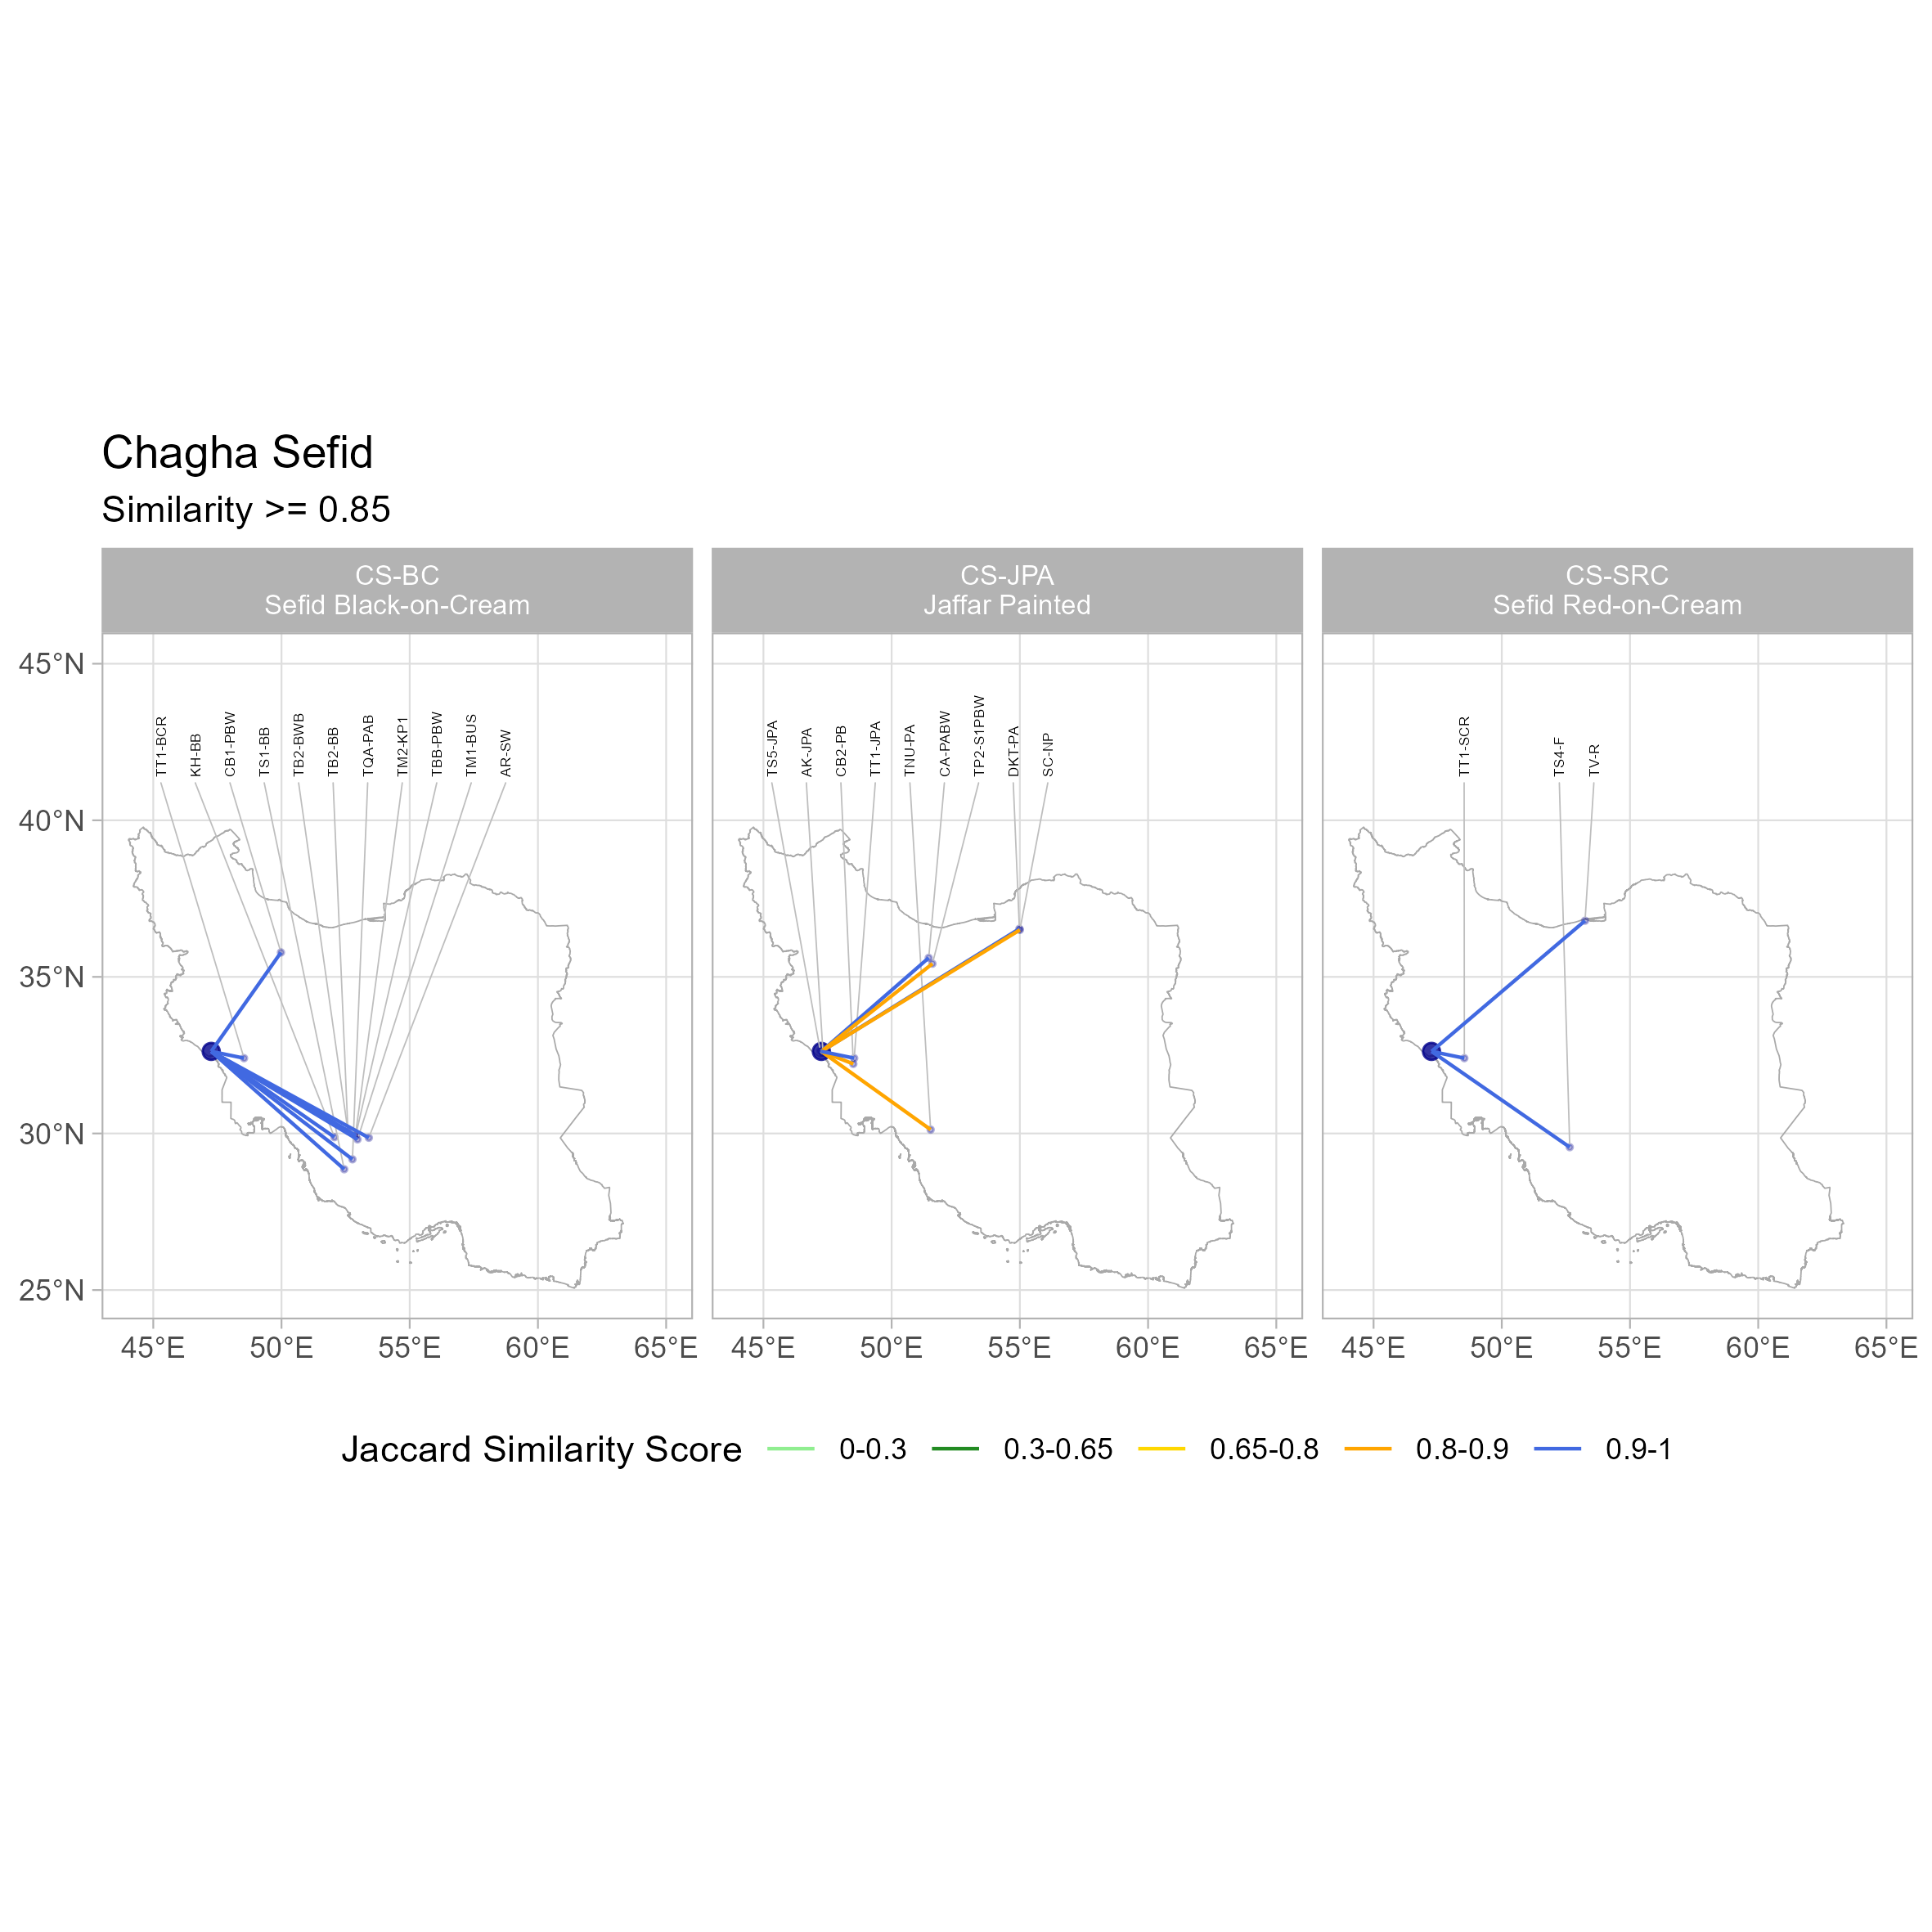 Chagha Sefid
Similarity >= 0.85
CS-BC
Sefid Black-on-Cream
CS-JPA
Jaffar Painted
CS-SRC
Sefid Red-on-Cream
TT1-BCR
KH-BB
CB1-PBW
TS1-BB
TB2-BWB
TB2-BB
TQA-PAB
TM2-KP1
TBB-PBW
TM1-BUS
AR-SW
TS5-JPA
AK-JPA
CB2-PB
TT1-JPA
TNU-PA
CA-PABW
TP2-S1PBW
DKT-PA
SC-NP
TT1-SCR
TS4-F
TV-R
45°N
40°N
35°N
30°N
25°N
45°E 50°E 55°E 60°E 65°E
45°E 50°E 55°E 60°E 65°E
45°E 50°E 55°E 60°E 65°E
Jaccard Similarity Score 0-0.3 0.3-0.65 0.65-0.8 0.8-0.9 0.9-1